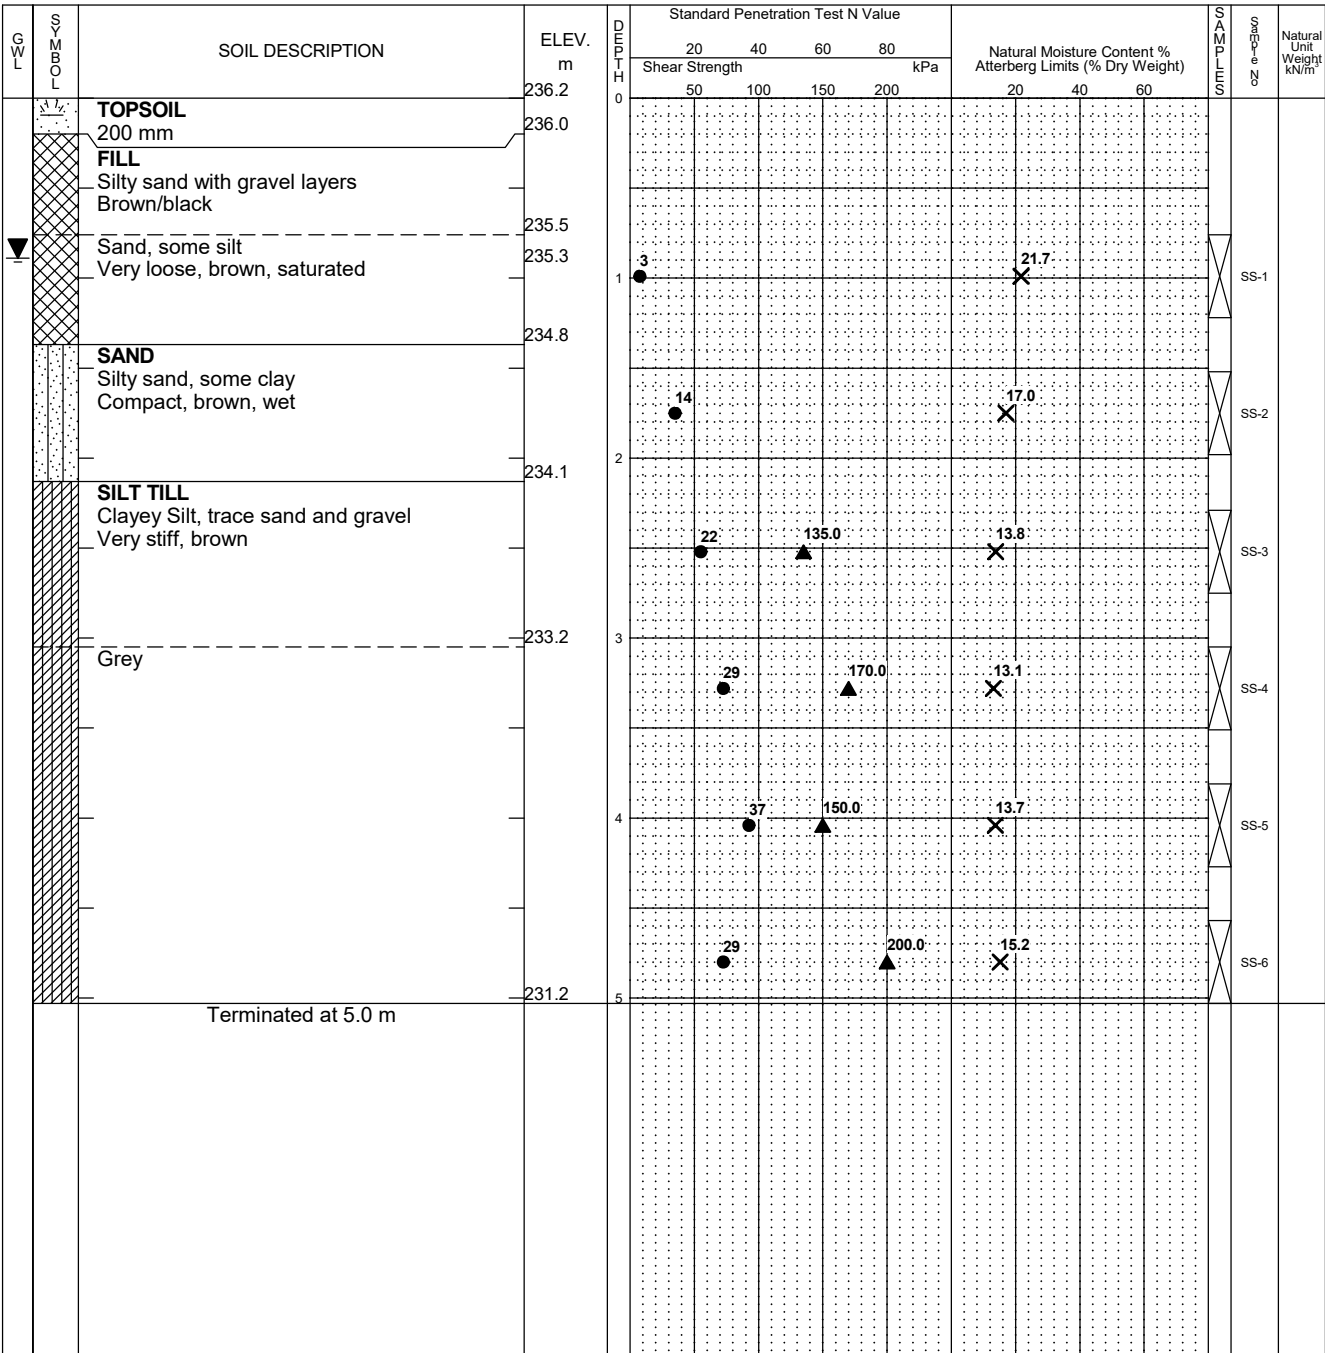 GWL
SYMBOL
SOIL DESCRIPTION
ELEV.
m
236.2
DEPTH
Standard Penetration Test N Value
20 40 60 80
Shear Strength kPa
50 100 150 200
Natural Moisture Content %
Atterberg Limits (% Dry Weight)
20 40 60
SAMPLES
Sample No
Natural
Unit
Weight
kN/m³
0
TOPSOIL
200 mm
236.0
FILL
Silty sand with gravel layers
Brown/black
235.5
Sand, some silt
235.3
Very loose, brown, saturated
3
21.7
1
SS-1
234.8
SAND
Silty sand, some clay
Compact, brown, wet
14
17.0
SS-2
2
234.1
SILT TILL
Clayey Silt, trace sand and gravel
Very stiff, brown
22
135.0
13.8
SS-3
233.2
3
Grey
29
170.0
13.1
SS-4
37
150.0
13.7
4
SS-5
29
200.0
15.2
SS-6
231.2
5
Terminated at 5.0 m